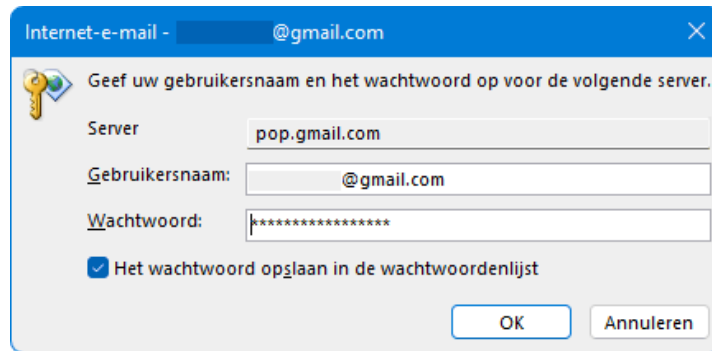 Internet-e-mail - @gmail.com
Geef uw gebruikersnaam en het wachtwoord op voor de volgende server.
Server pop.gmail.com
Gebruikersnaam: @gmail.com
Wachtwoord: *****************
Het wachtwoord opslaan in de wachtwoordenlijst
OK Annuleren